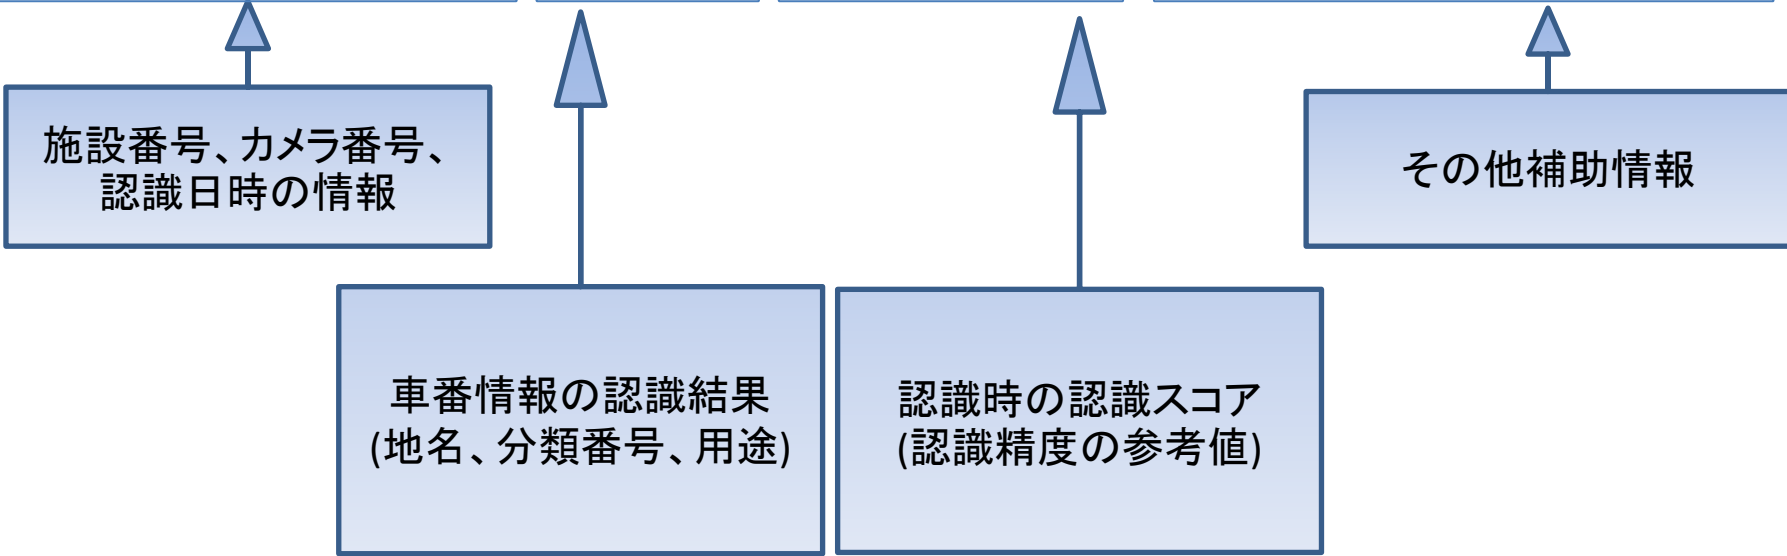 施設番号、カメラ番号、
認識日時の情報
その他補助情報
車番情報の認識結果
(地名、分類番号、用途)
認識時の認識スコア
(認識精度の参考値)